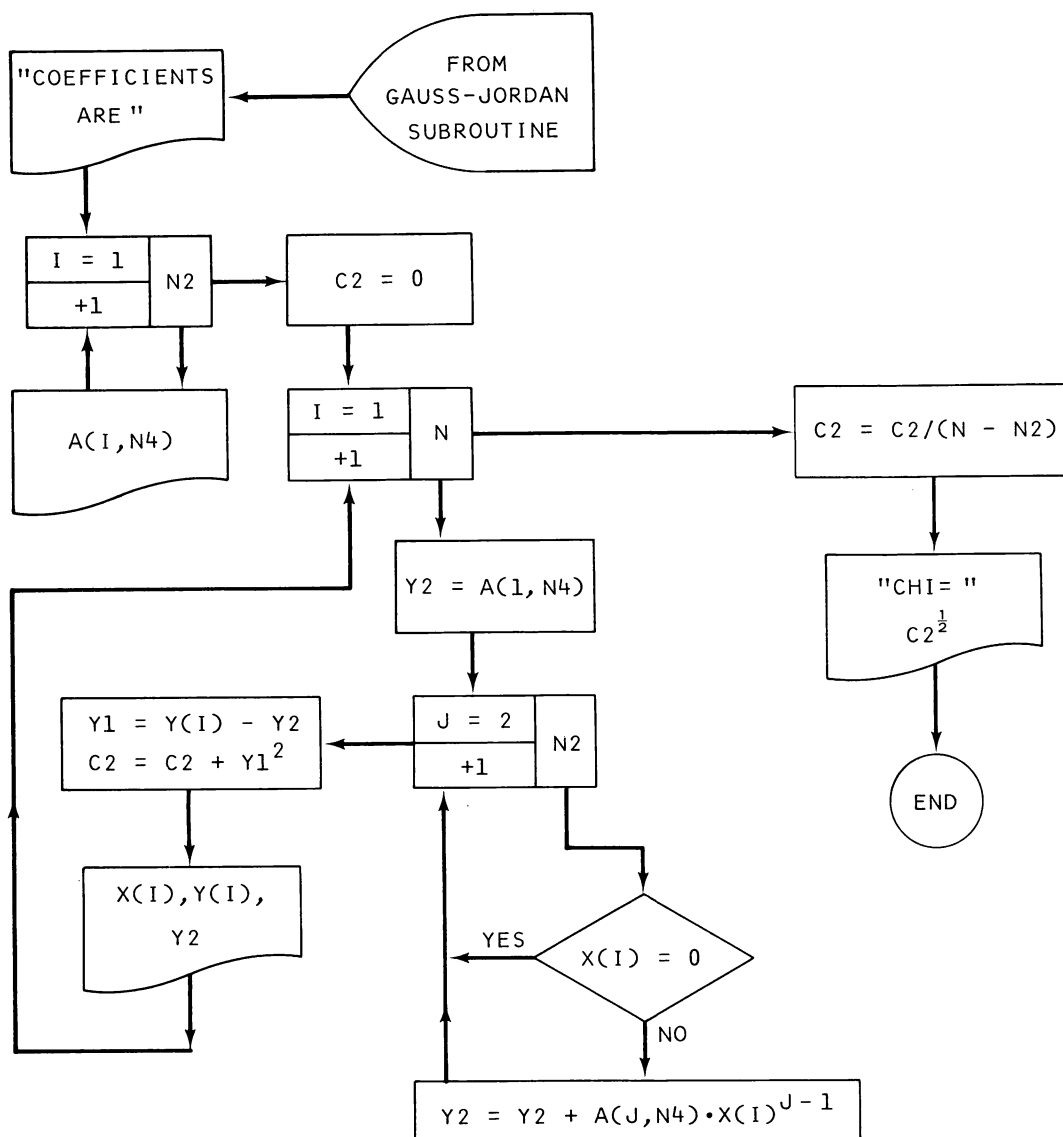 FROM
GAUSS-JORDAN
SUBROUTINE
"COEFFICIENTS
ARE "
I = 1
+1
N2
A(I,N4)
C2 = 0
I = 1
+1
N
C2 = C2/(N - N2)
"CHI= "
C2^½
END
Y2 = A(1,N4)
J = 2
+1
N2
Y1 = Y(I) - Y2
C2 = C2 + Y1²
X(I),Y(I),
Y2
X(I) = 0
YES
NO
Y2 = Y2 + A(J,N4)•X(I)^J-1